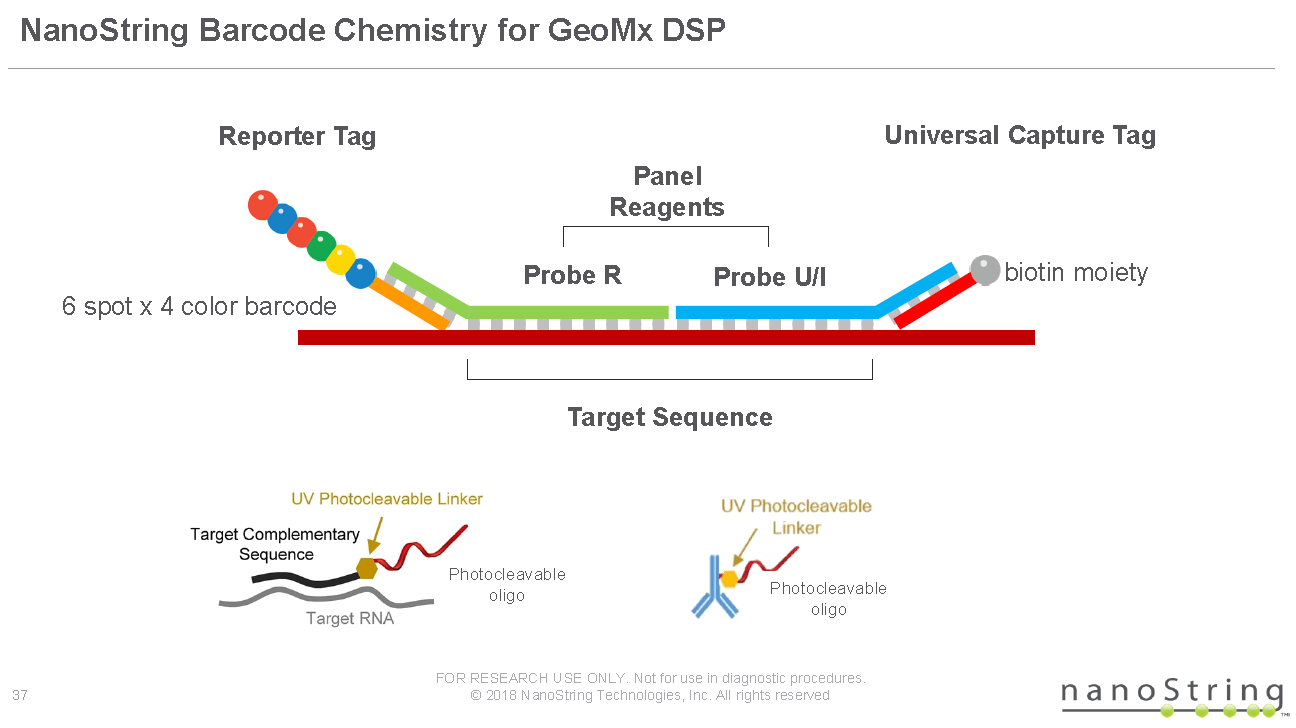 NanoString Barcode Chemistry for GeoMx DSP
Reporter Tag
Universal Capture Tag
Panel
Reagents
Probe R
Probe U/I
biotin moiety
6 spot x 4 color barcode
Target Sequence
UV Photocleavable Linker
Target Complementary
Sequence
Photocleavable
oligo
Target RNA
UV Photocleavable
Linker
Photocleavable
oligo
FOR RESEARCH USE ONLY. Not for use in diagnostic procedures.
© 2018 NanoString Technologies, Inc. All rights reserved
37
nanoString
TM